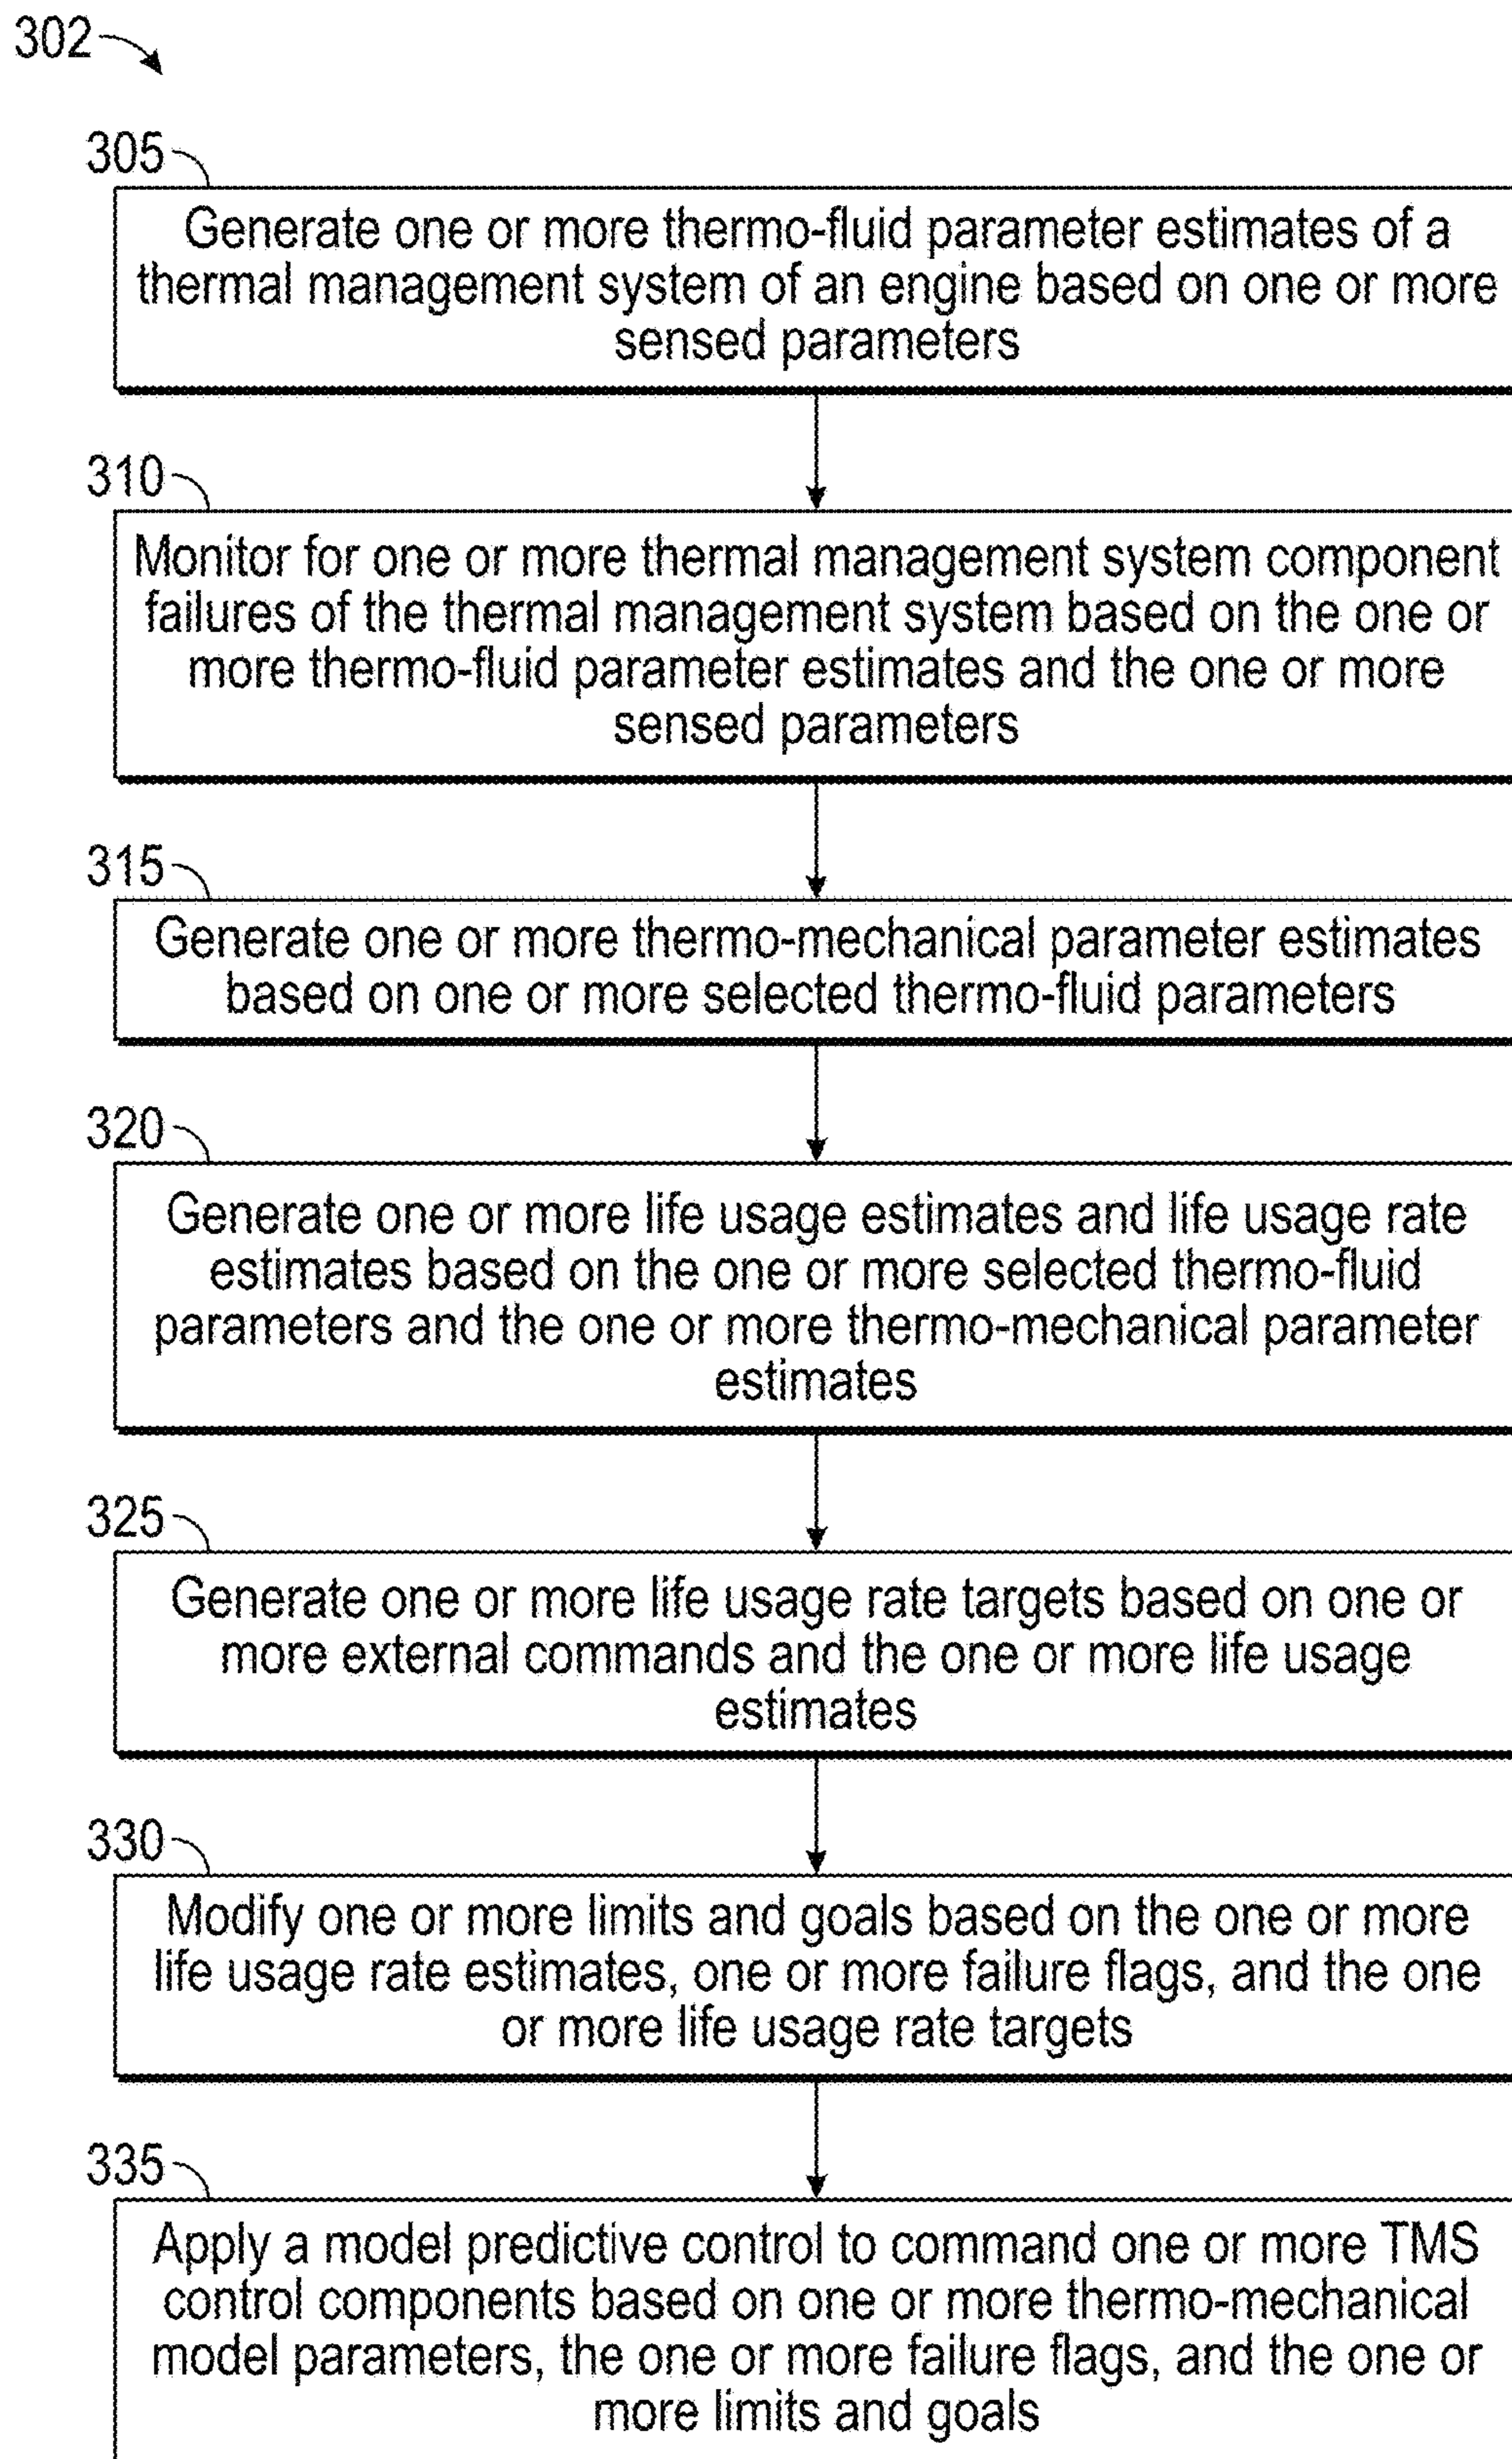 302
305
Generate one or more thermo-fluid parameter estimates of a
thermal management system of an engine based on one or more
sensed parameters
310
Monitor for one or more thermal management system component
failures of the thermal management system based on the one or
more thermo-fluid parameter estimates and the one or more
sensed parameters
315
Generate one or more thermo-mechanical parameter estimates
based on one or more selected thermo-fluid parameters
320
Generate one or more life usage estimates and life usage rate
estimates based on the one or more selected thermo-fluid
parameters and the one or more thermo-mechanical parameter
estimates
325
Generate one or more life usage rate targets based on one or
more external commands and the one or more life usage
estimates
330
Modify one or more limits and goals based on the one or more
life usage rate estimates, one or more failure flags, and the one
or more life usage rate targets
335
Apply a model predictive control to command one or more TMS
control components based on one or more thermo-mechanical
model parameters, the one or more failure flags, and the one or
more limits and goals